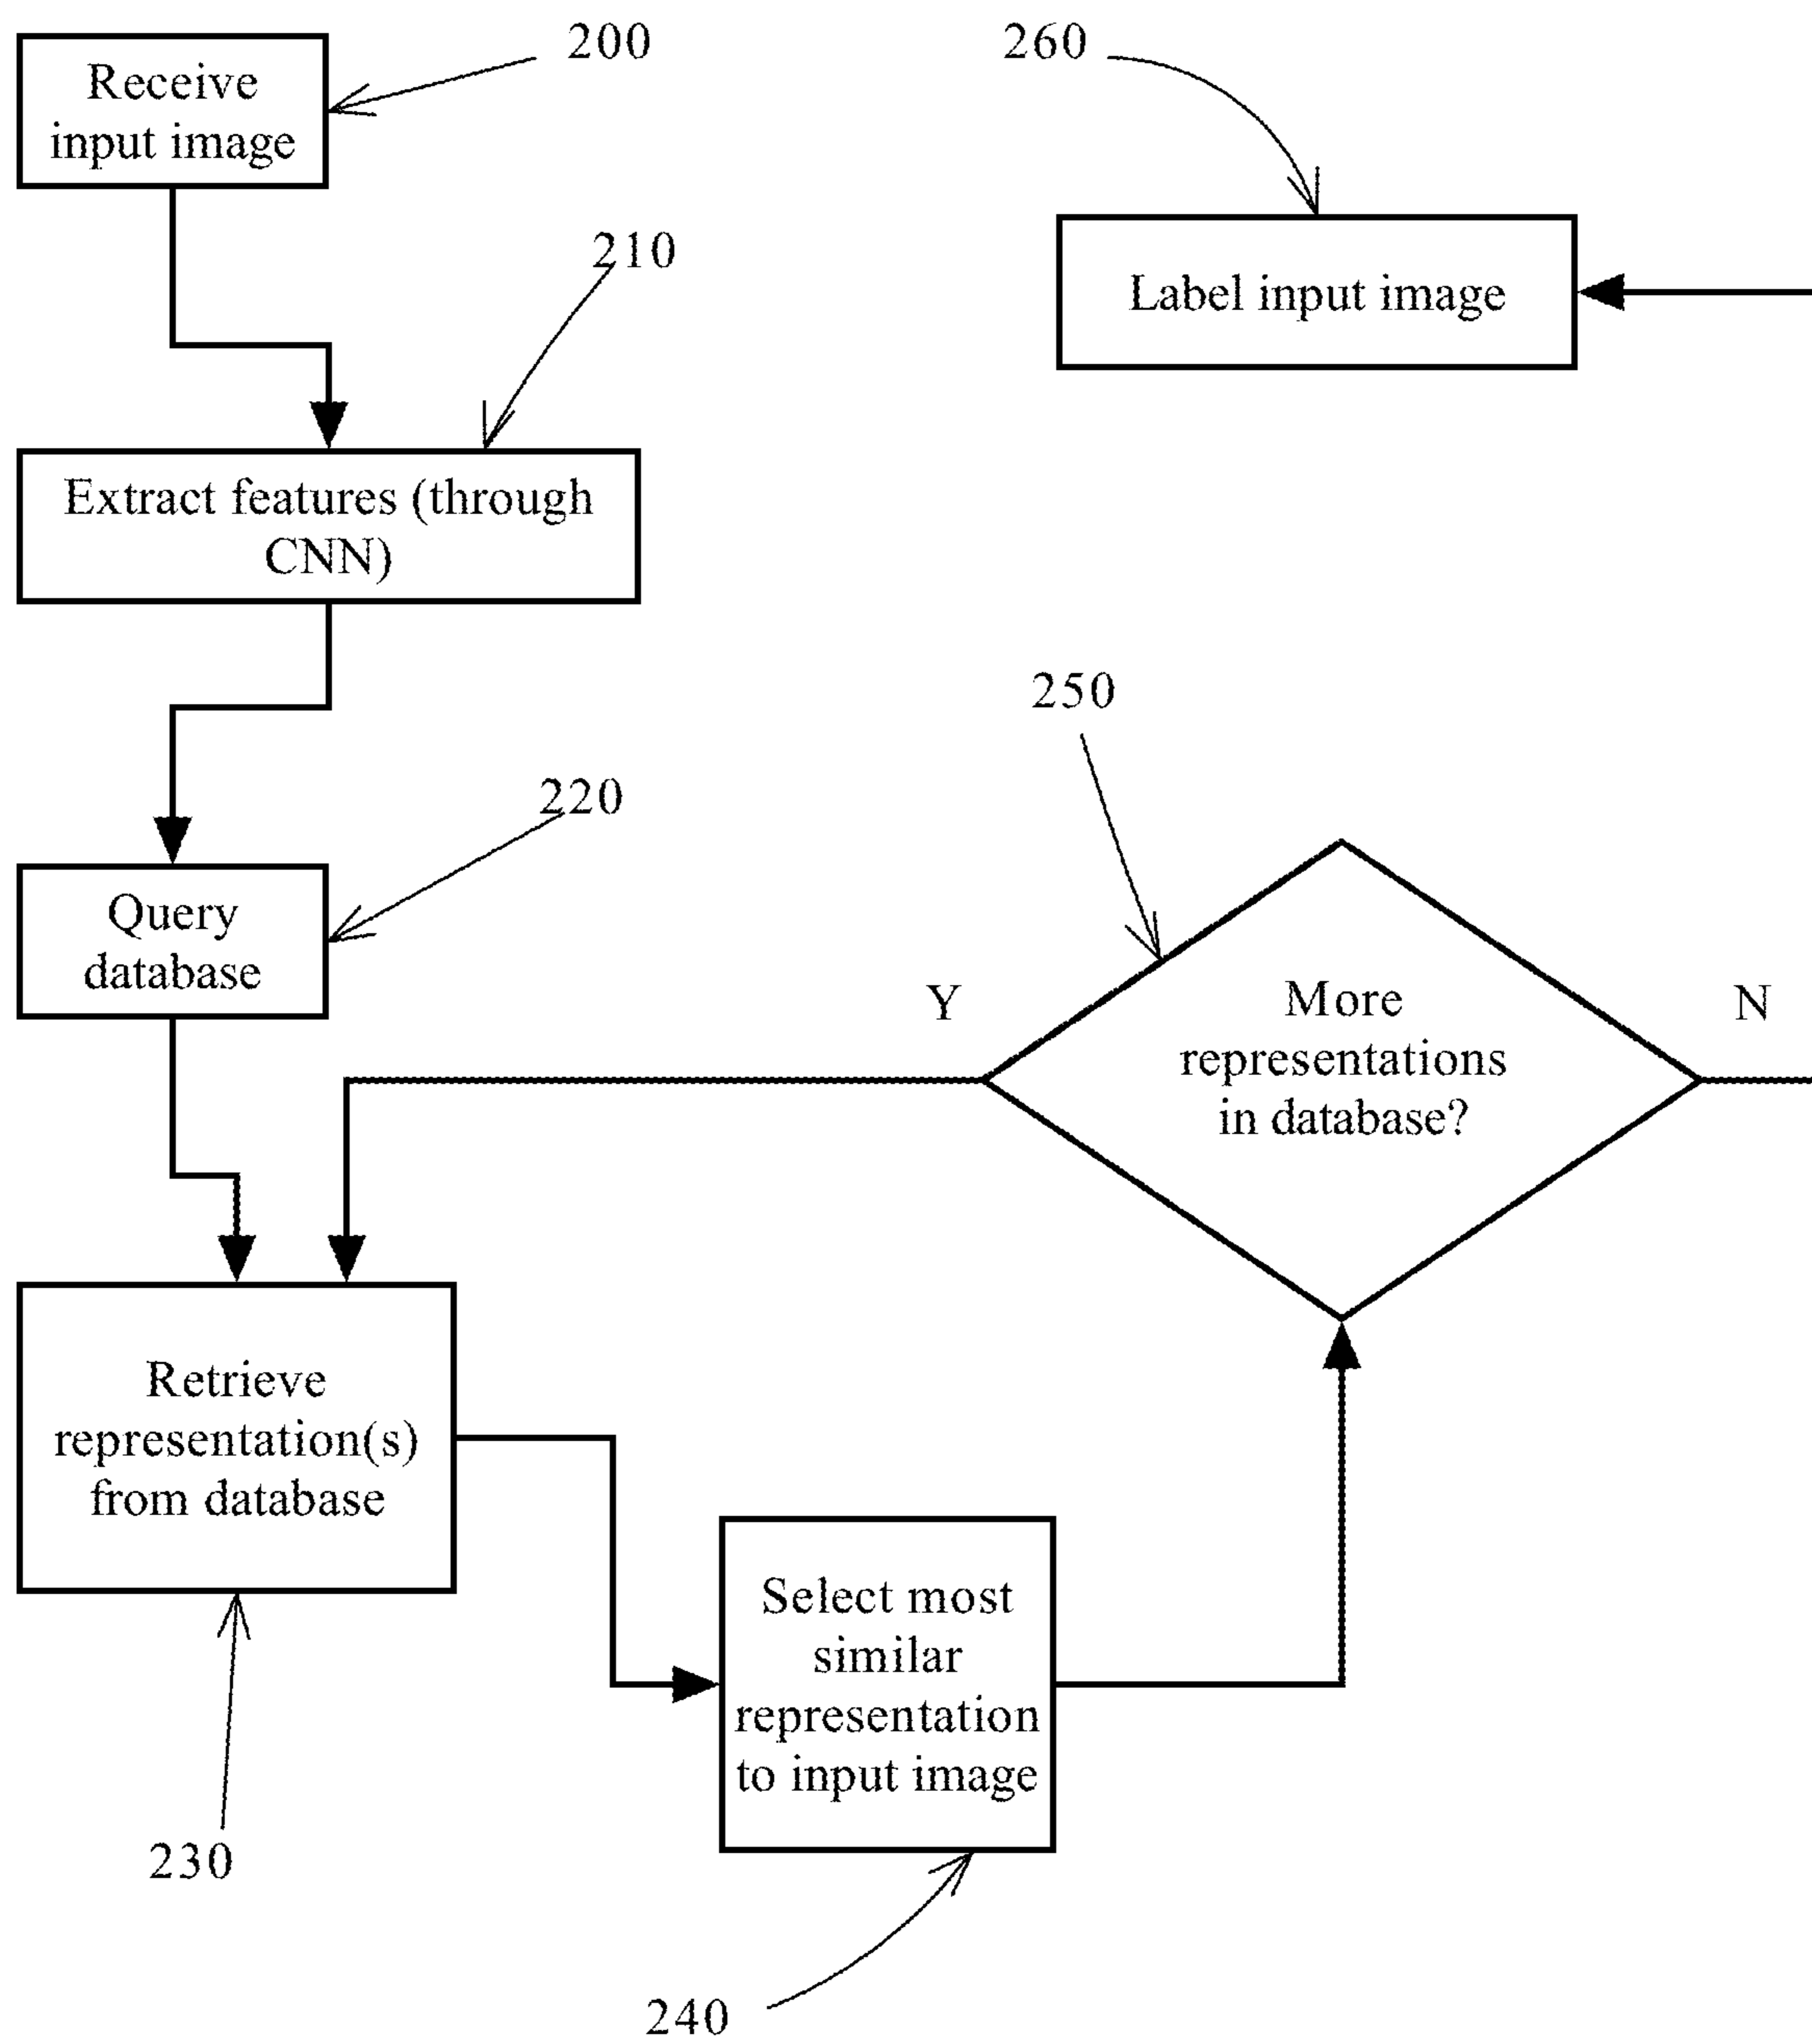 200
Receive
input image
260
Label input image
210
Extract features (through
CNN)
220
Query
database
250
Y
More
representations
in database?
N
Retrieve
representation(s)
from database
230
Select most
similar
representation
to input image
240